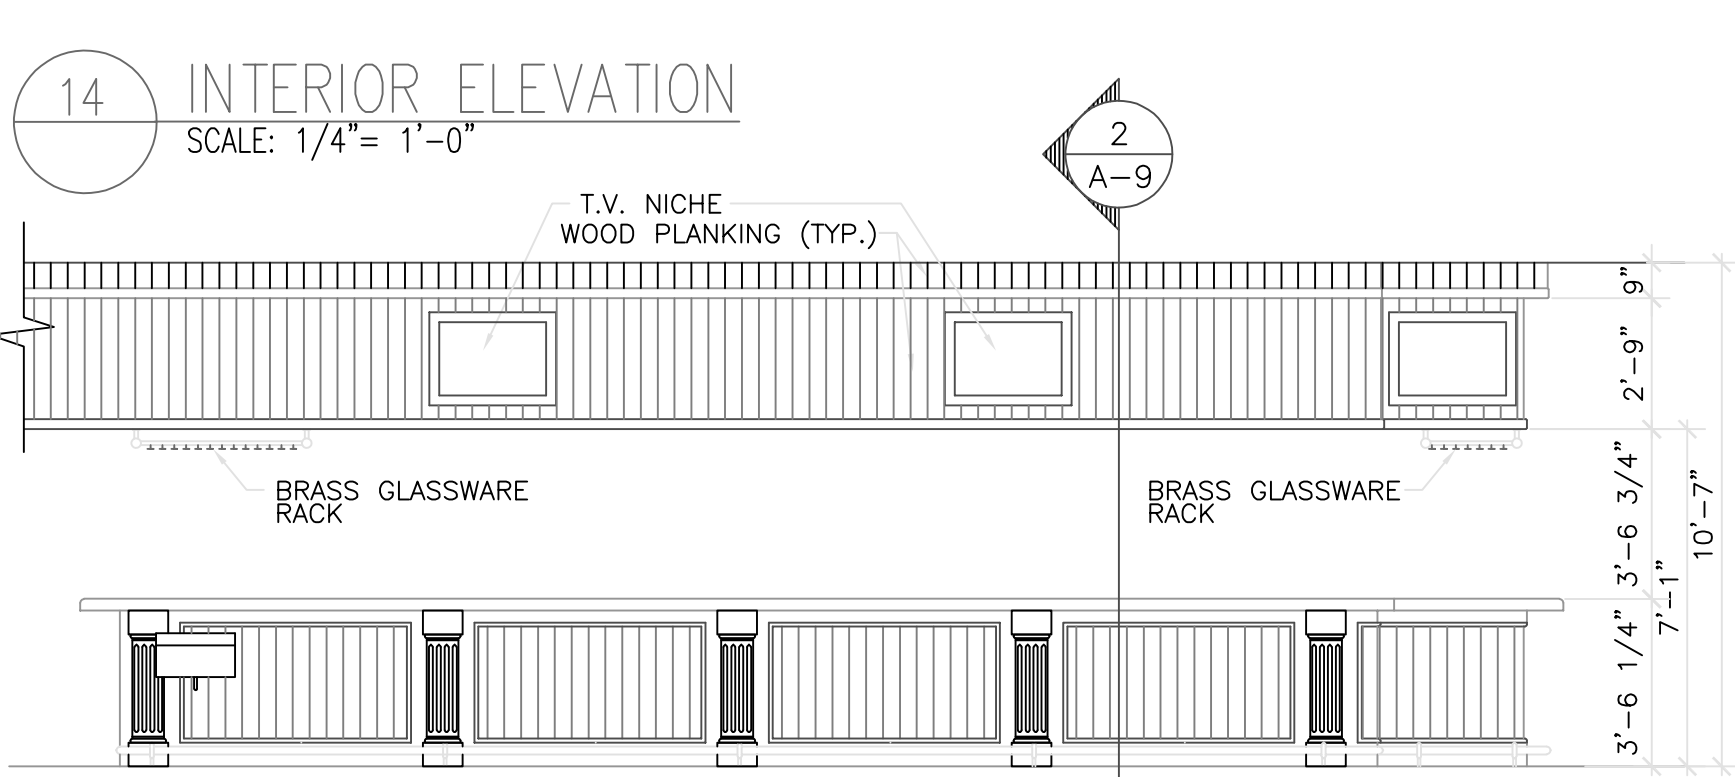 14
INTERIOR ELEVATION
SCALE: 1/4"= 1'-0"
2
A-9
T.V. NICHE
WOOD PLANKING (TYP.)
BRASS GLASSWARE
RACK
BRASS GLASSWARE
RACK
9"
2'-9"
3'-6 3/4"
3'-6 1/4"
7'-1"
10'-7"